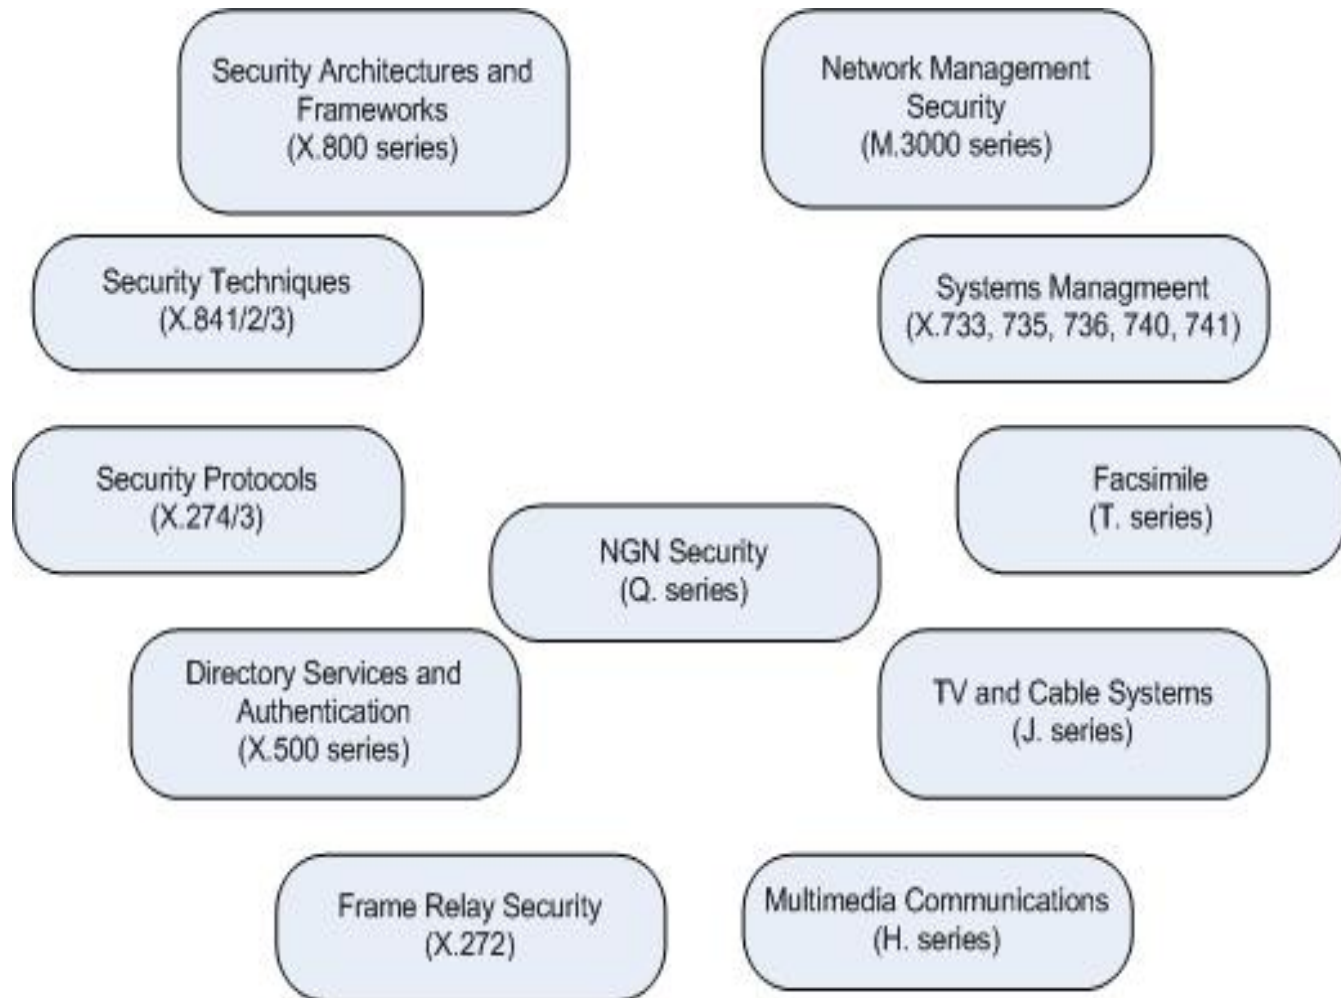 Security Architectures and
Frameworks
(X.800 series)
Network Management
Security
(M.3000 series)
Security Techniques
(X.841/2/3)
Systems Managmeent
(X.733, 735, 736, 740, 741)
Security Protocols
(X.274/3)
Facsimile
(T. series)
NGN Security
(Q. series)
Directory Services and
Authentication
(X.500 series)
TV and Cable Systems
(J. series)
Frame Relay Security
(X.272)
Multimedia Communications
(H. series)